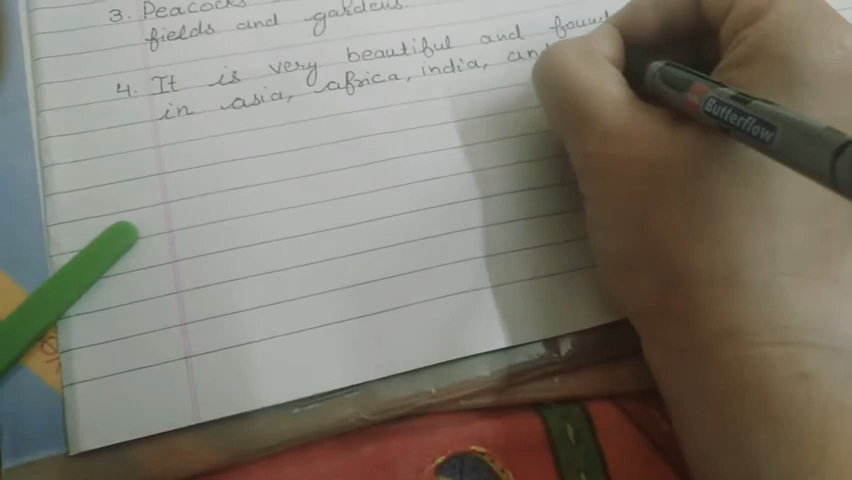 3. Peacocks
fields and gardens.
4. It is very beautiful and found
in asia, africa, india, and
Butterflow